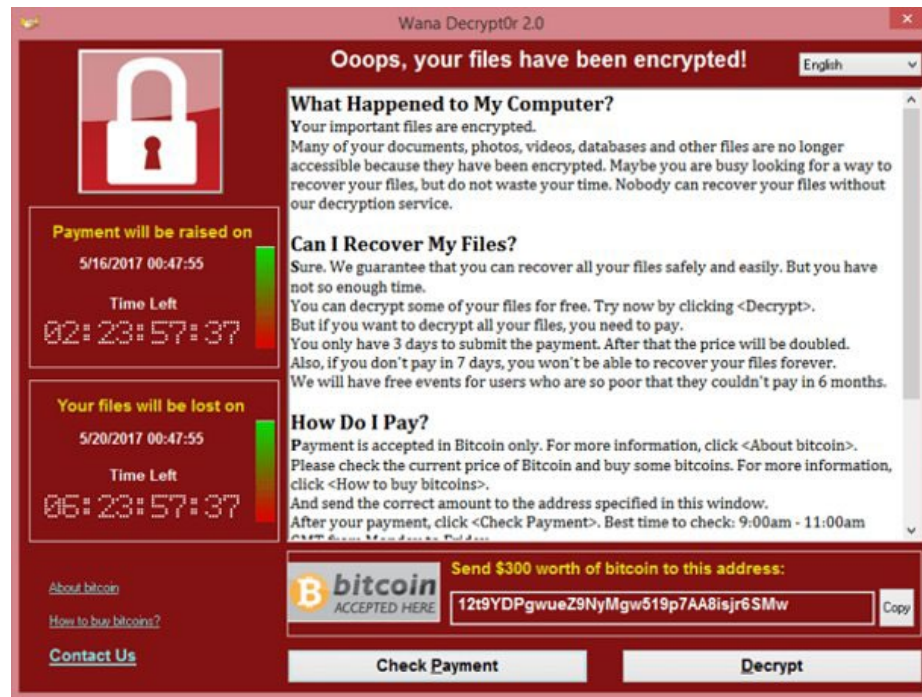 Wana Decrypt0r 2.0
Ooops, your files have been encrypted!
English
What Happened to My Computer?
Your important files are encrypted.
Many of your documents, photos, videos, databases and other files are no longer
accessible because they have been encrypted. Maybe you are busy looking for a way to
recover your files, but do not waste your time. Nobody can recover your files without
our decryption service.
Can I Recover My Files?
Sure. We guarantee that you can recover all your files safely and easily. But you have
not so enough time.
You can decrypt some of your files for free. Try now by clicking <Decrypt>.
But if you want to decrypt all your files, you need to pay.
You only have 3 days to submit the payment. After that the price will be doubled.
Also, if you don't pay in 7 days, you won't be able to recover your files forever.
We will have free events for users who are so poor that they couldn't pay in 6 months.
How Do I Pay?
Payment is accepted in Bitcoin only. For more information, click <About bitcoin>.
Please check the current price of Bitcoin and buy some bitcoins. For more information,
click <How to buy bitcoins>.
And send the correct amount to the address specified in this window.
After your payment, click <Check Payment>. Best time to check: 9:00am - 11:00am
GMT from Monday to Friday
Payment will be raised on
5/16/2017 00:47:55
Time Left
02:23:57:37
Your files will be lost on
5/20/2017 00:47:55
Time Left
06:23:57:37
About bitcoin
How to buy bitcoins?
Contact Us
bitcoin
ACCEPTED HERE
Send $300 worth of bitcoin to this address:
12t9YDPgwueZ9NyMgw519p7AA8isjr6SMw
Copy
Check Payment
Decrypt